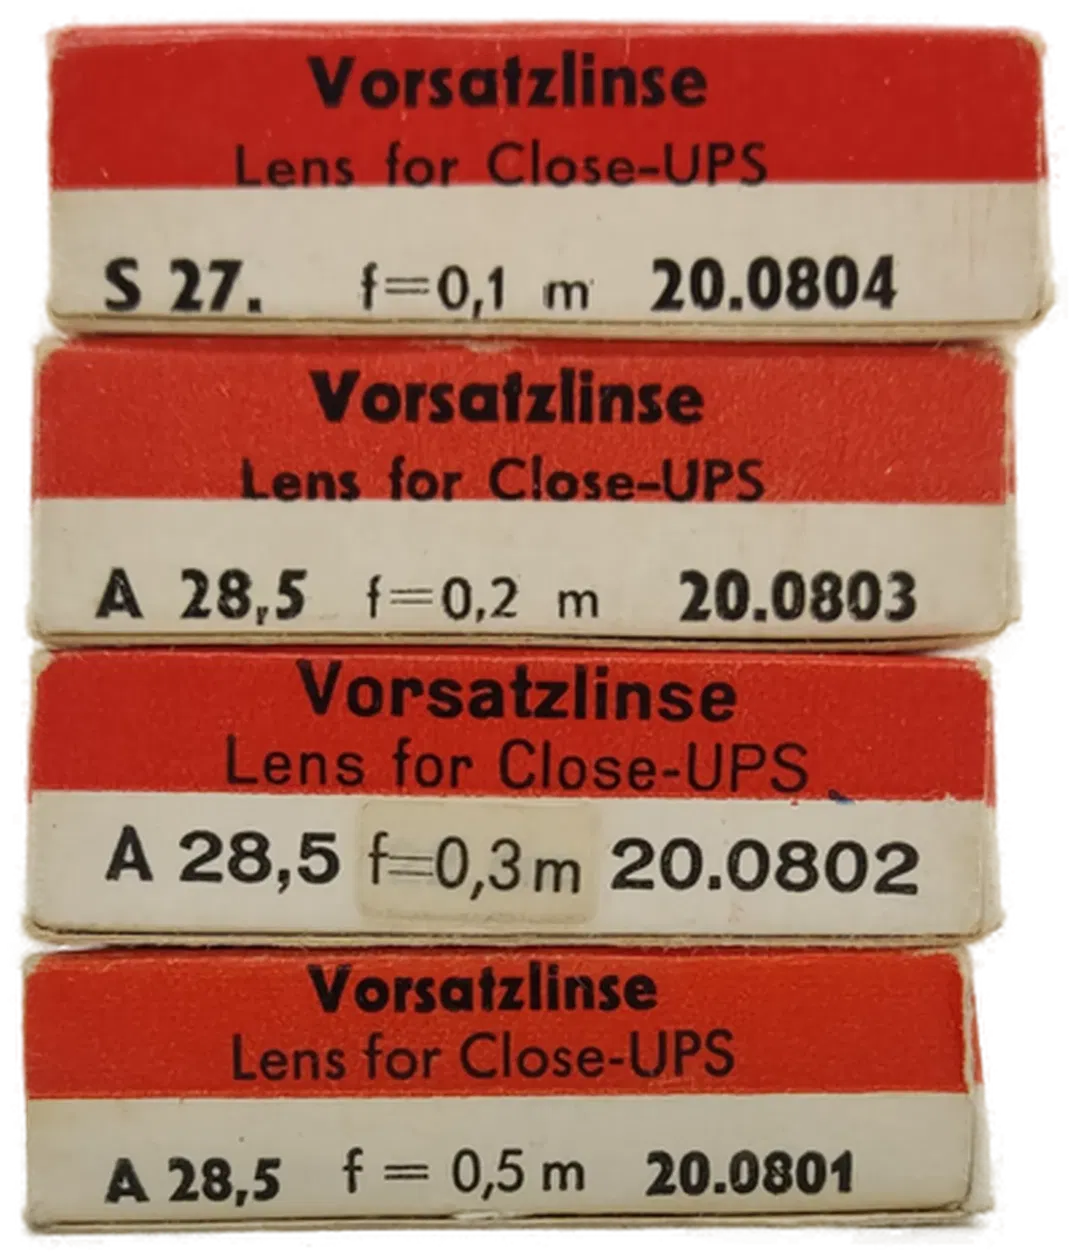 Vorsatzlinse
Lens for Close-UPS
S 27. f=0,1 m 20.0804
Vorsatzlinse
Lens for Close-UPS
A 28,5 f=0,2 m 20.0803
Vorsatzlinse
Lens for Close-UPS
A 28,5 f=0,3 m 20.0802
Vorsatzlinse
Lens for Close-UPS
A 28,5 f = 0,5 m 20.0801